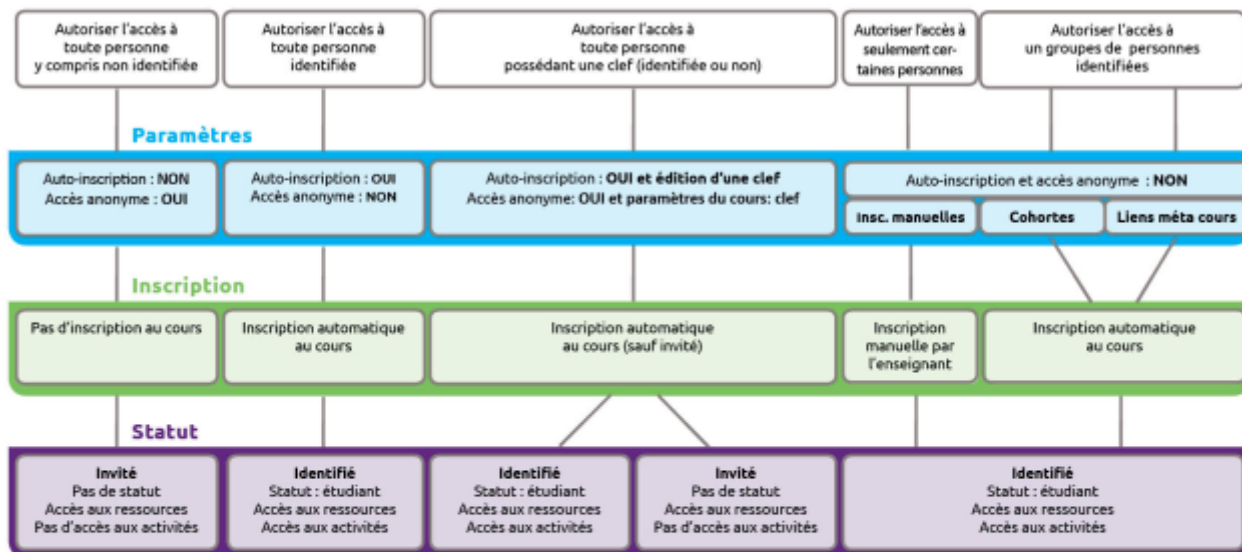 Autoriser l'accès à
toute personne
y compris non identifiée
Autoriser l'accès à
toute personne
identifiée
Autoriser l'accès à
toute personne
possédant une clef (identifiée ou non)
Autoriser l'accès à
seulement cer-
taines personnes
Autoriser l'accès à
un groupes de personnes
identifiées
Paramètres
Auto-inscription : NON
Accès anonyme : OUI
Auto-inscription : OUI
Accès anonyme : NON
Auto-inscription : OUI et édition d'une clef
Accès anonyme: OUI et paramètres du cours: clef
Auto-inscription et accès anonyme : NON
Insc. manuelles
Cohortes
Liens méta cours
Inscription
Pas d'inscription au cours
Inscription automatique
au cours
Inscription automatique
au cours (sauf invité)
Inscription
manuelle par
l'enseignant
Inscription automatique
au cours
Statut
Invité
Pas de statut
Accès aux ressources
Pas d'accès aux activités
Identifié
Statut : étudiant
Accès aux ressources
Accès aux activités
Identifié
Statut : étudiant
Accès aux ressources
Accès aux activités
Invité
Pas de statut
Accès aux ressources
Pas d'accès aux activités
Identifié
Statut : étudiant
Accès aux ressources
Accès aux activités